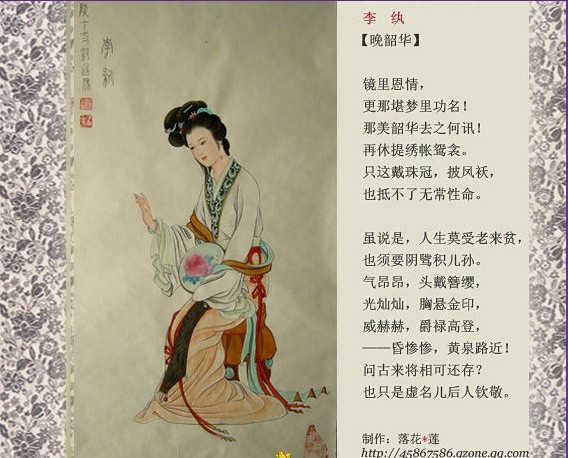 李纨
李 纨
【晚韶华】
镜里恩情，
更那堪梦里功名！
那美韶华去之何讯！
再休提绣帐鸳衾。
只这戴珠冠，披凤袄，
也抵不了无常性命。
虽说是，人生莫受老来贫，
也须要阴骘积儿孙。
气昂昂，头戴簪缨，
光灿灿，胸悬金印，
威赫赫，爵禄高登，
——昏惨惨，黄泉路近！
问古来将相可还存？
也只是虚名儿后人钦敬。
制作：落花*莲
http://45867586.qzone.qq.com